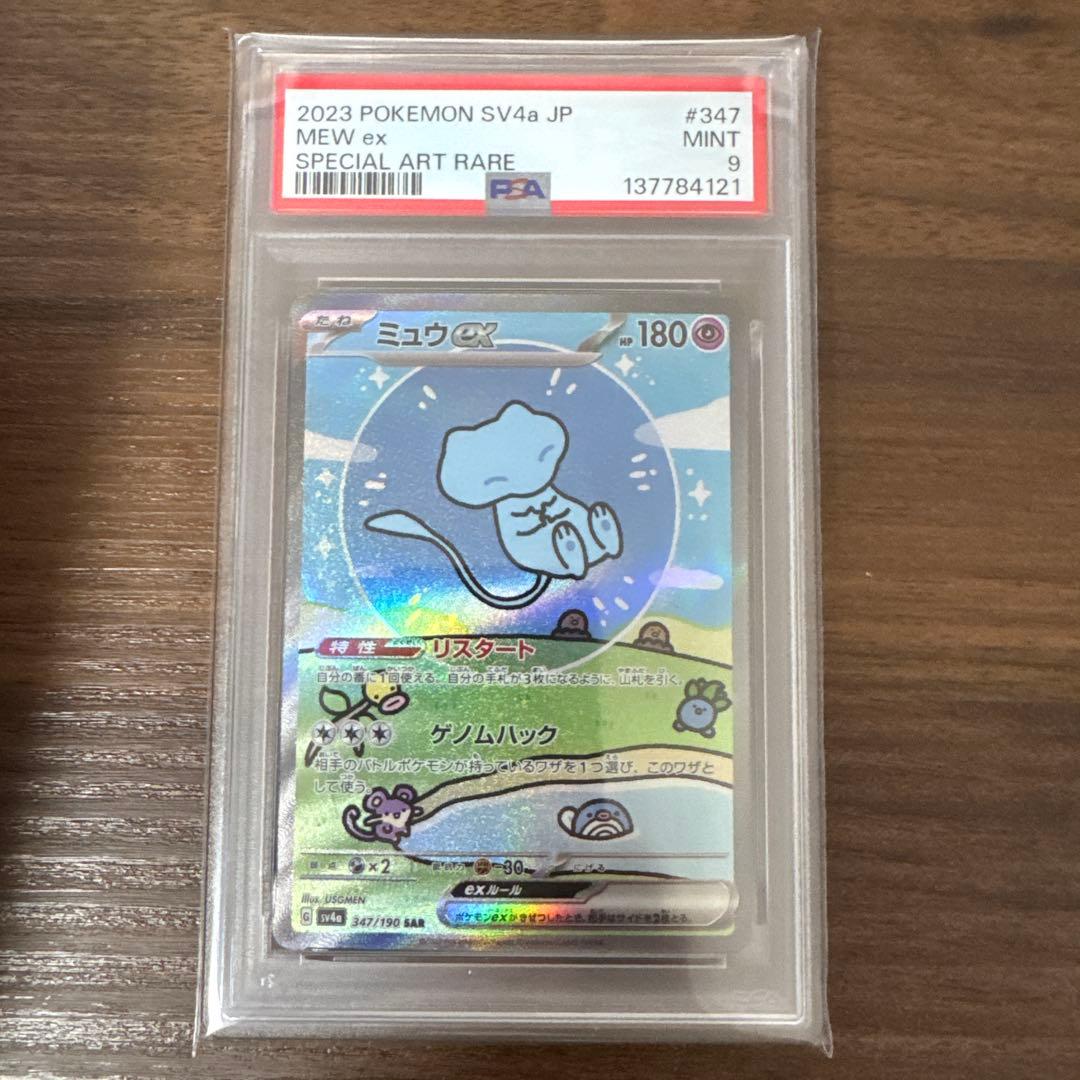 2023 POKEMON SV4a JP #347
MEW ex MINT
SPECIAL ART RARE 9
PSA 137784121
たね ミュウex HP 180
特性 リスタート
自分の番に1回使える。自分の手札が3枚になるように、山札を引く。
ゲノムハック
相手のバトルポケモンが持っているワザを1つ選び、このワザと
して使う。
弱点 ×2 抵抗力 -30 にげる
exルール
Illus. USGMEN
G sv4a 347/190 SAR ポケモンexがきぜつしたとき、相手はサイドを2枚とる。